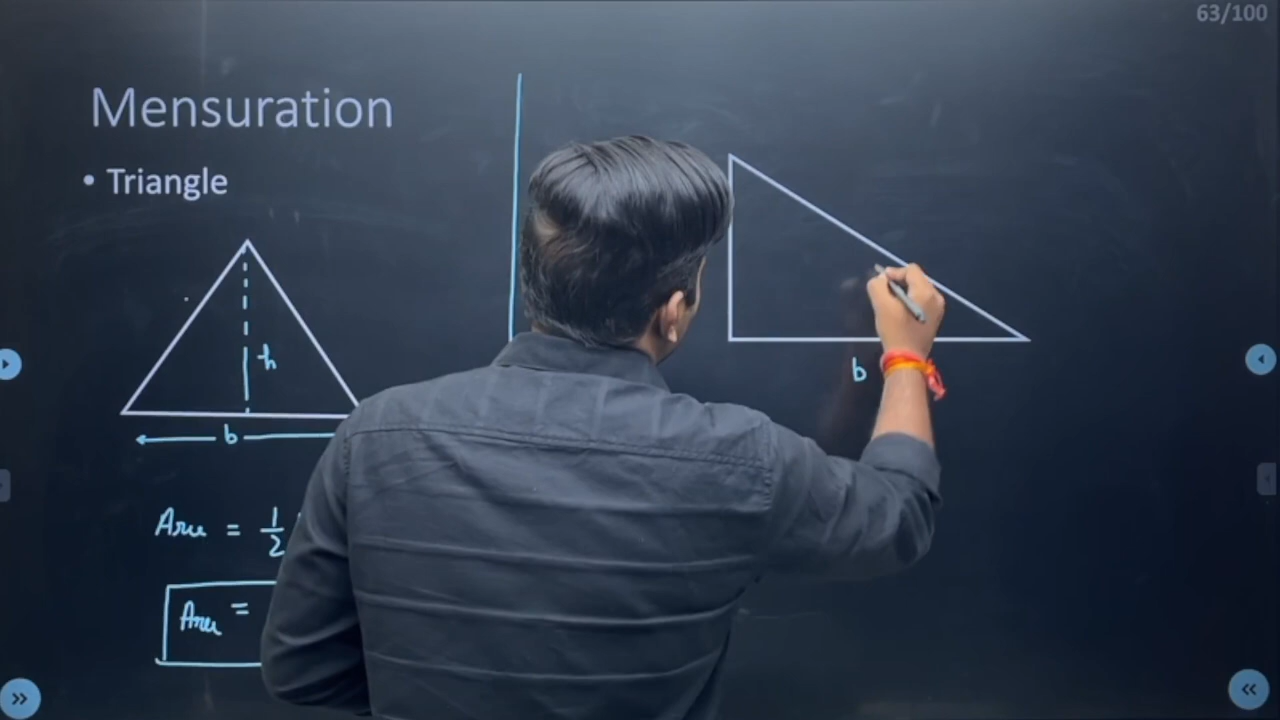 63/100
Mensuration
• Triangle
h
b
Area = 1/2
Area =
b